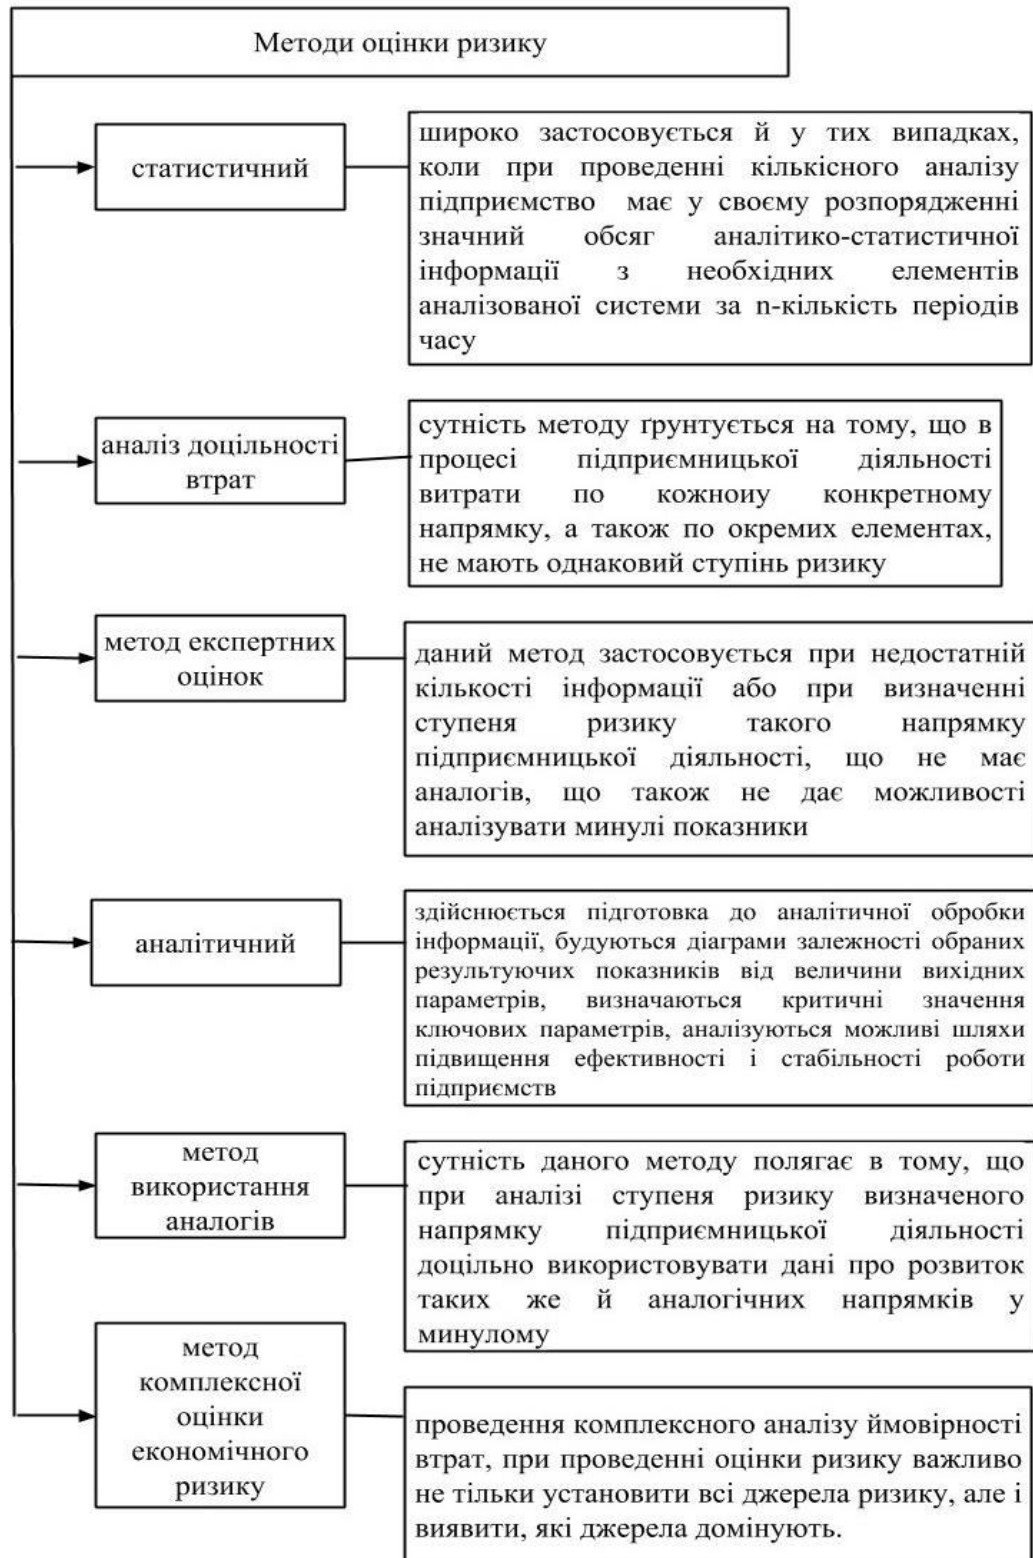 Методи оцінки ризику
статистичний
широко застосовується й у тих випадках,
коли при проведенні кількісного аналізу
підприємство має у своєму розпорядженні
значний обсяг аналітико-статистичної
інформації з необхідних елементів
аналізованої системи за n-кількість періодів
часу
аналіз доцільності
втрат
сутність методу ґрунтується на тому, що в
процесі підприємницької діяльності
витрати по кожноиу конкретному
напрямку, а також по окремих елементах,
не мають однаковий ступінь ризику
метод експертних
оцінок
даний метод застосовується при недостатній
кількості інформації або при визначенні
ступеня ризику такого напрямку
підприємницької діяльності, що не має
аналогів, що також не дає можливості
аналізувати минулі показники
аналітичний
здійснюється підготовка до аналітичної обробки
інформації, будуються діаграми залежності обраних
результуючих показників від величини вихідних
параметрів, визначаються критичні значення
ключових параметрів, аналізуються можливі шляхи
підвищення ефективності і стабільності роботи
підприємств
метод
використання
аналогів
сутність даного методу полягає в тому, що
при аналізі ступеня ризику визначеного
напрямку підприємницької діяльності
доцільно використовувати дані про розвиток
таких же й аналогічних напрямків у
минулому
метод
комплексної
оцінки
економічного
ризику
проведення комплексного аналізу ймовірності
втрат, при проведенні оцінки ризику важливо
не тільки установити всі джерела ризику, але і
виявити, які джерела домінують.